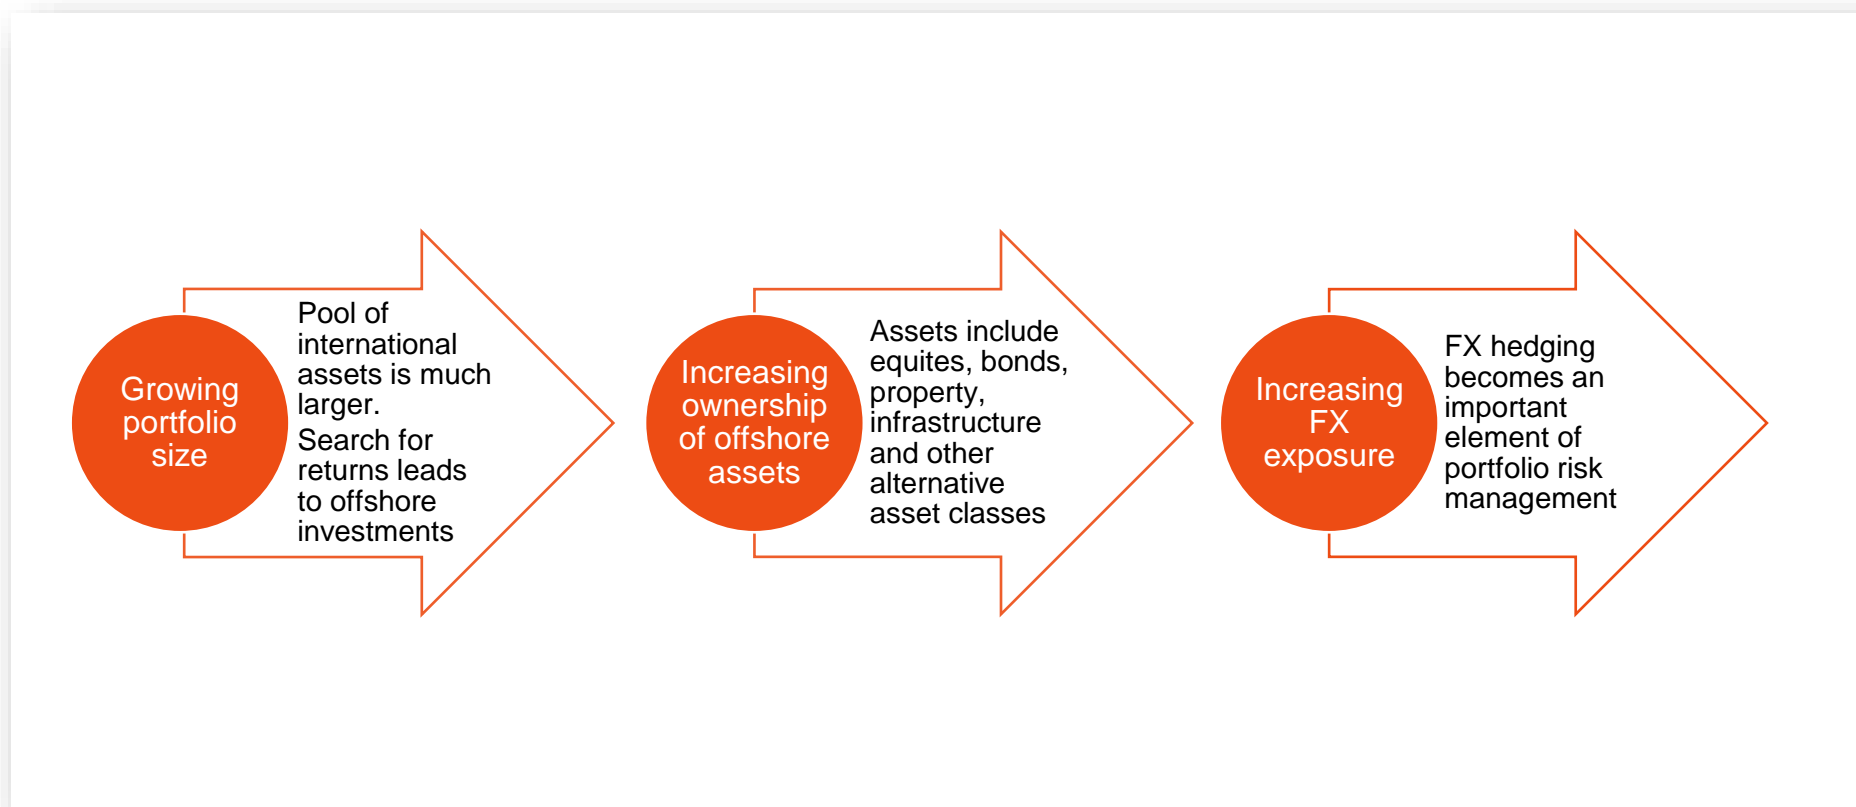 Growing
portfolio
size
Pool of
international
assets is much
larger.
Search for
returns leads
to offshore
investments
Increasing
ownership
of offshore
assets
Assets include
equites, bonds,
property,
infrastructure
and other
alternative
asset classes
Increasing
FX
exposure
FX hedging
becomes an
important
element of
portfolio risk
management